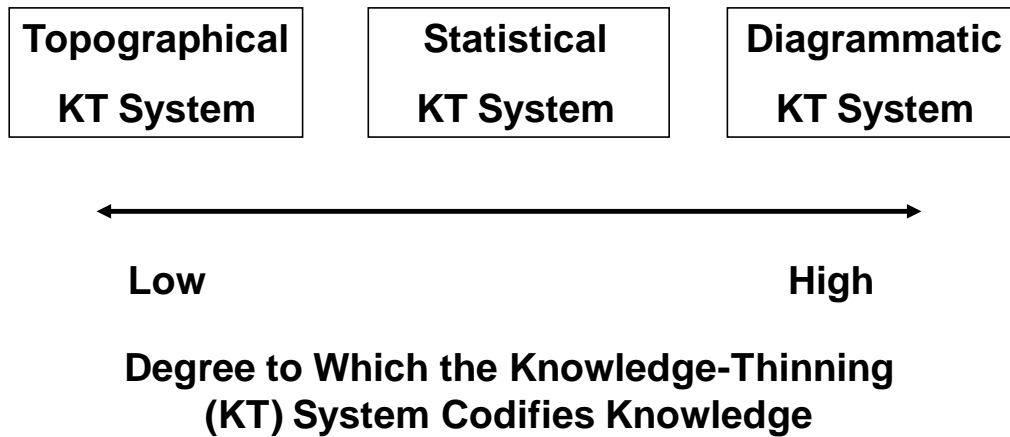 Topographical
KT System
Statistical
KT System
Diagrammatic
KT System
Low
High
Degree to Which the Knowledge-Thinning
(KT) System Codifies Knowledge